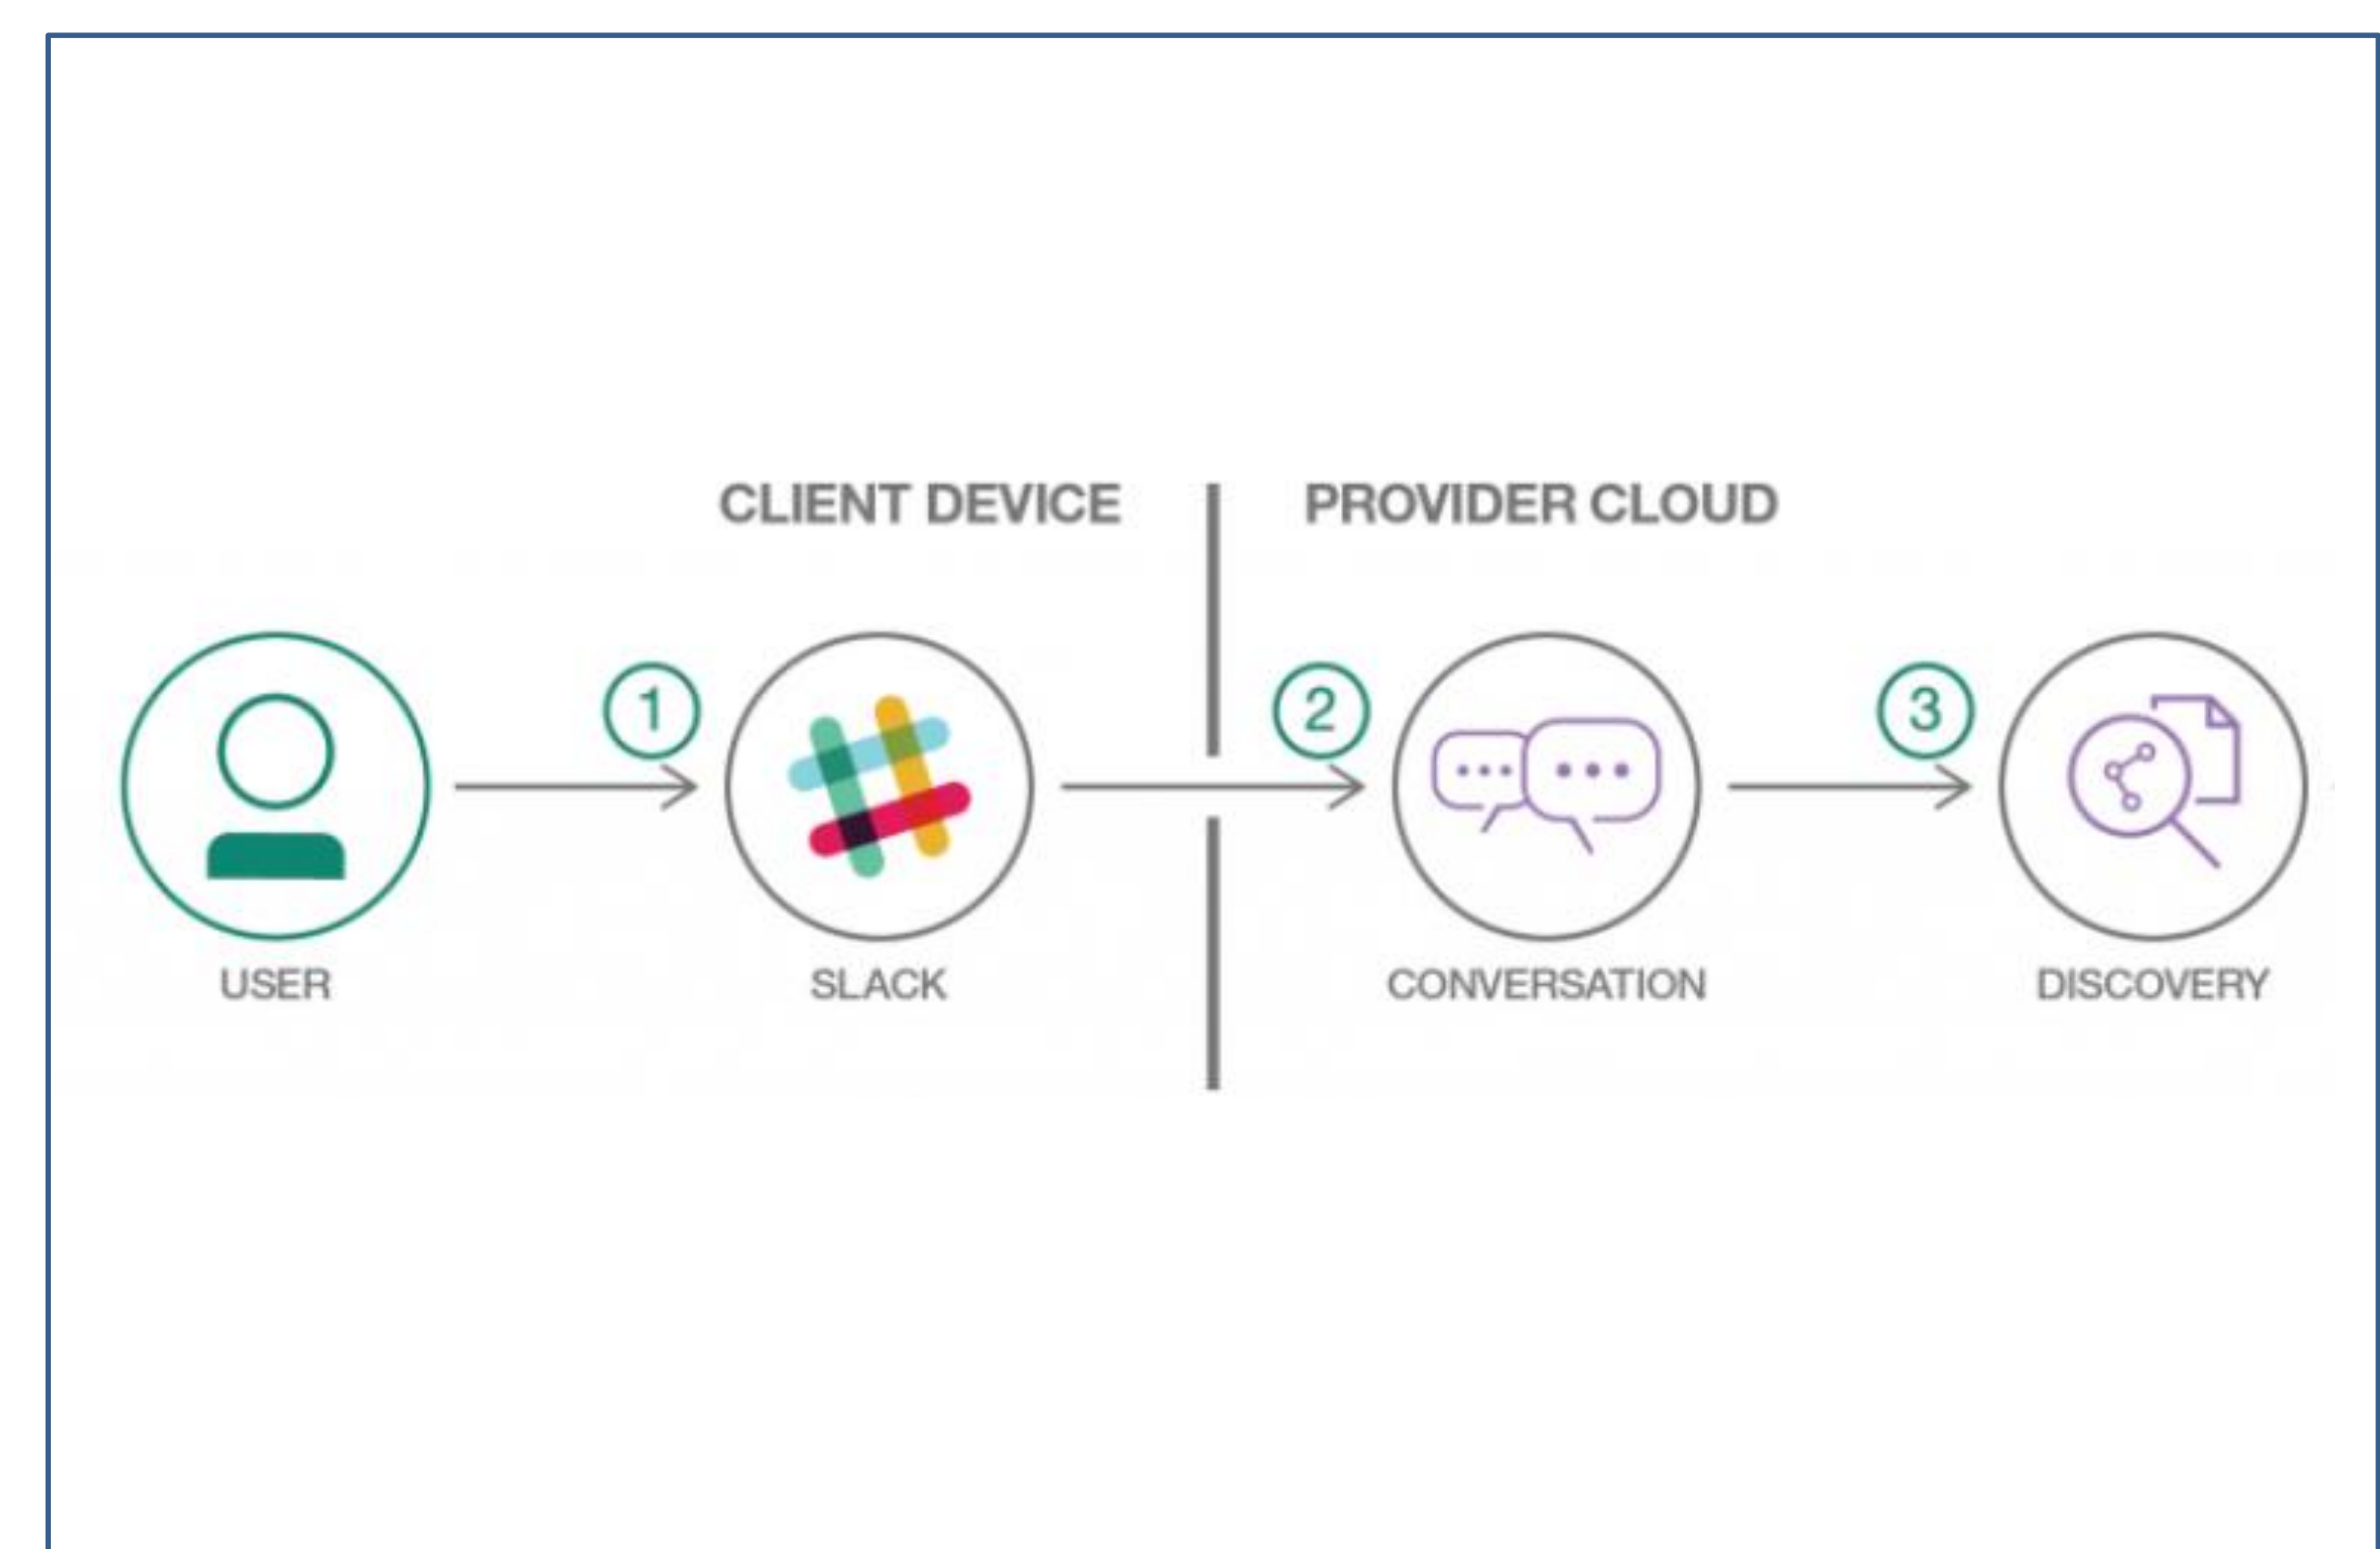 CLIENT DEVICE
PROVIDER CLOUD
1
2
3
USER
SLACK
CONVERSATION
DISCOVERY